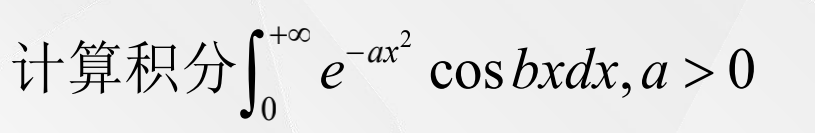 计算积分∫₀^{+∞} e^{-ax²} cos bxdx, a > 0